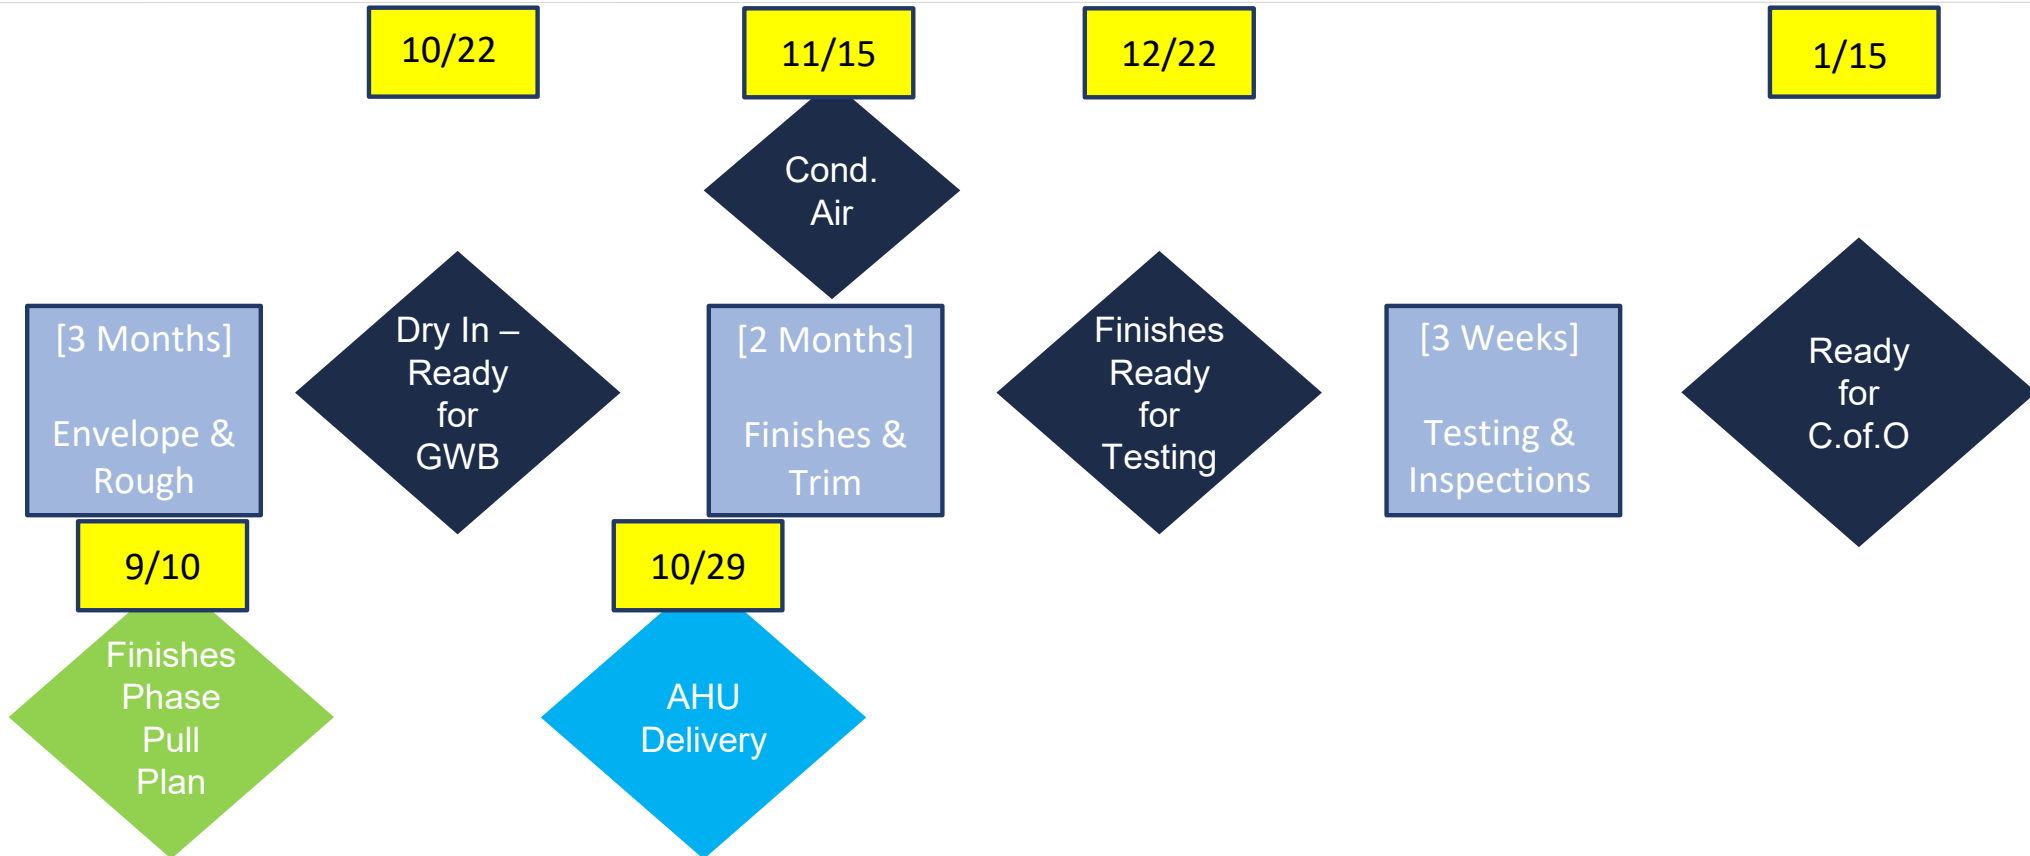 10/22
11/15
12/22
1/15
Cond.
Air
[3 Months]
Envelope &
Rough
Dry In –
Ready
for
GWB
[2 Months]
Finishes &
Trim
Finishes
Ready
for
Testing
[3 Weeks]
Testing &
Inspections
Ready
for
C.of.O
9/10
Finishes
Phase
Pull
Plan
10/29
AHU
Delivery